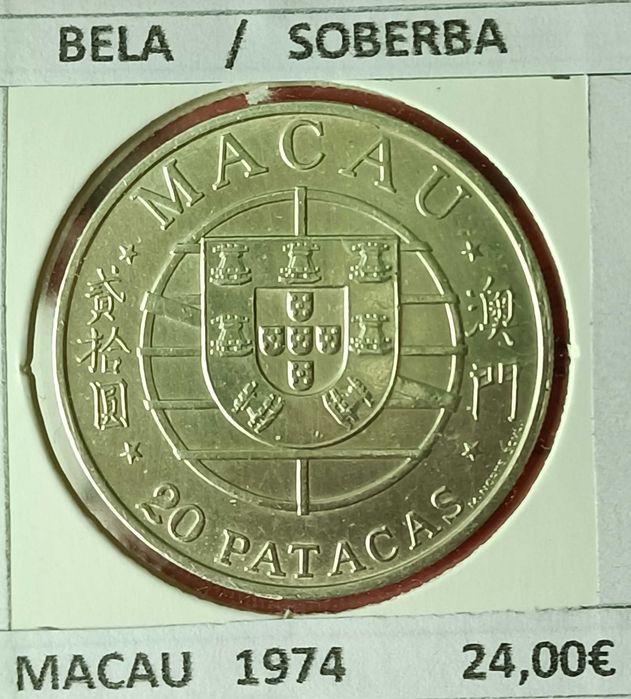 BELA / SOBERBA
MACAU
貳拾圓
澳門
20 PATACAS
MACAU 1974 24,00€